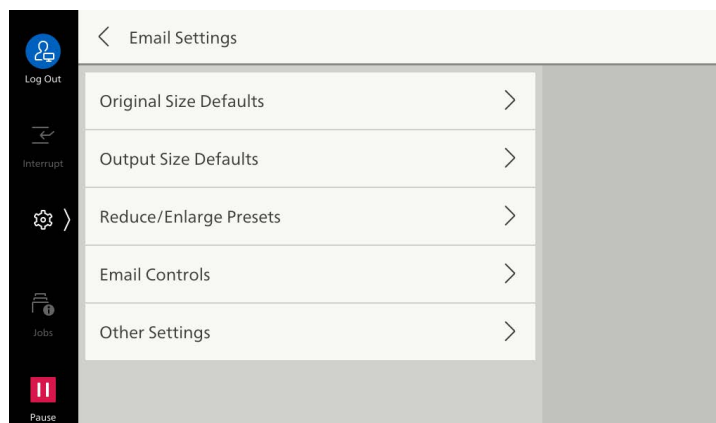 Email Settings
Log Out
Interrupt
Jobs
Pause
Original Size Defaults
Output Size Defaults
Reduce/Enlarge Presets
Email Controls
Other Settings